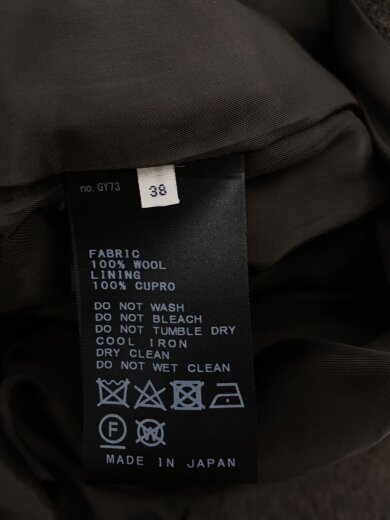 no. GY73
38
FABRIC
100% WOOL
LINING
100% CUPRO
DO NOT WASH
DO NOT BLEACH
DO NOT TUMBLE DRY
COOL IRON
DRY CLEAN
DO NOT WET CLEAN
F W
MADE IN JAPAN